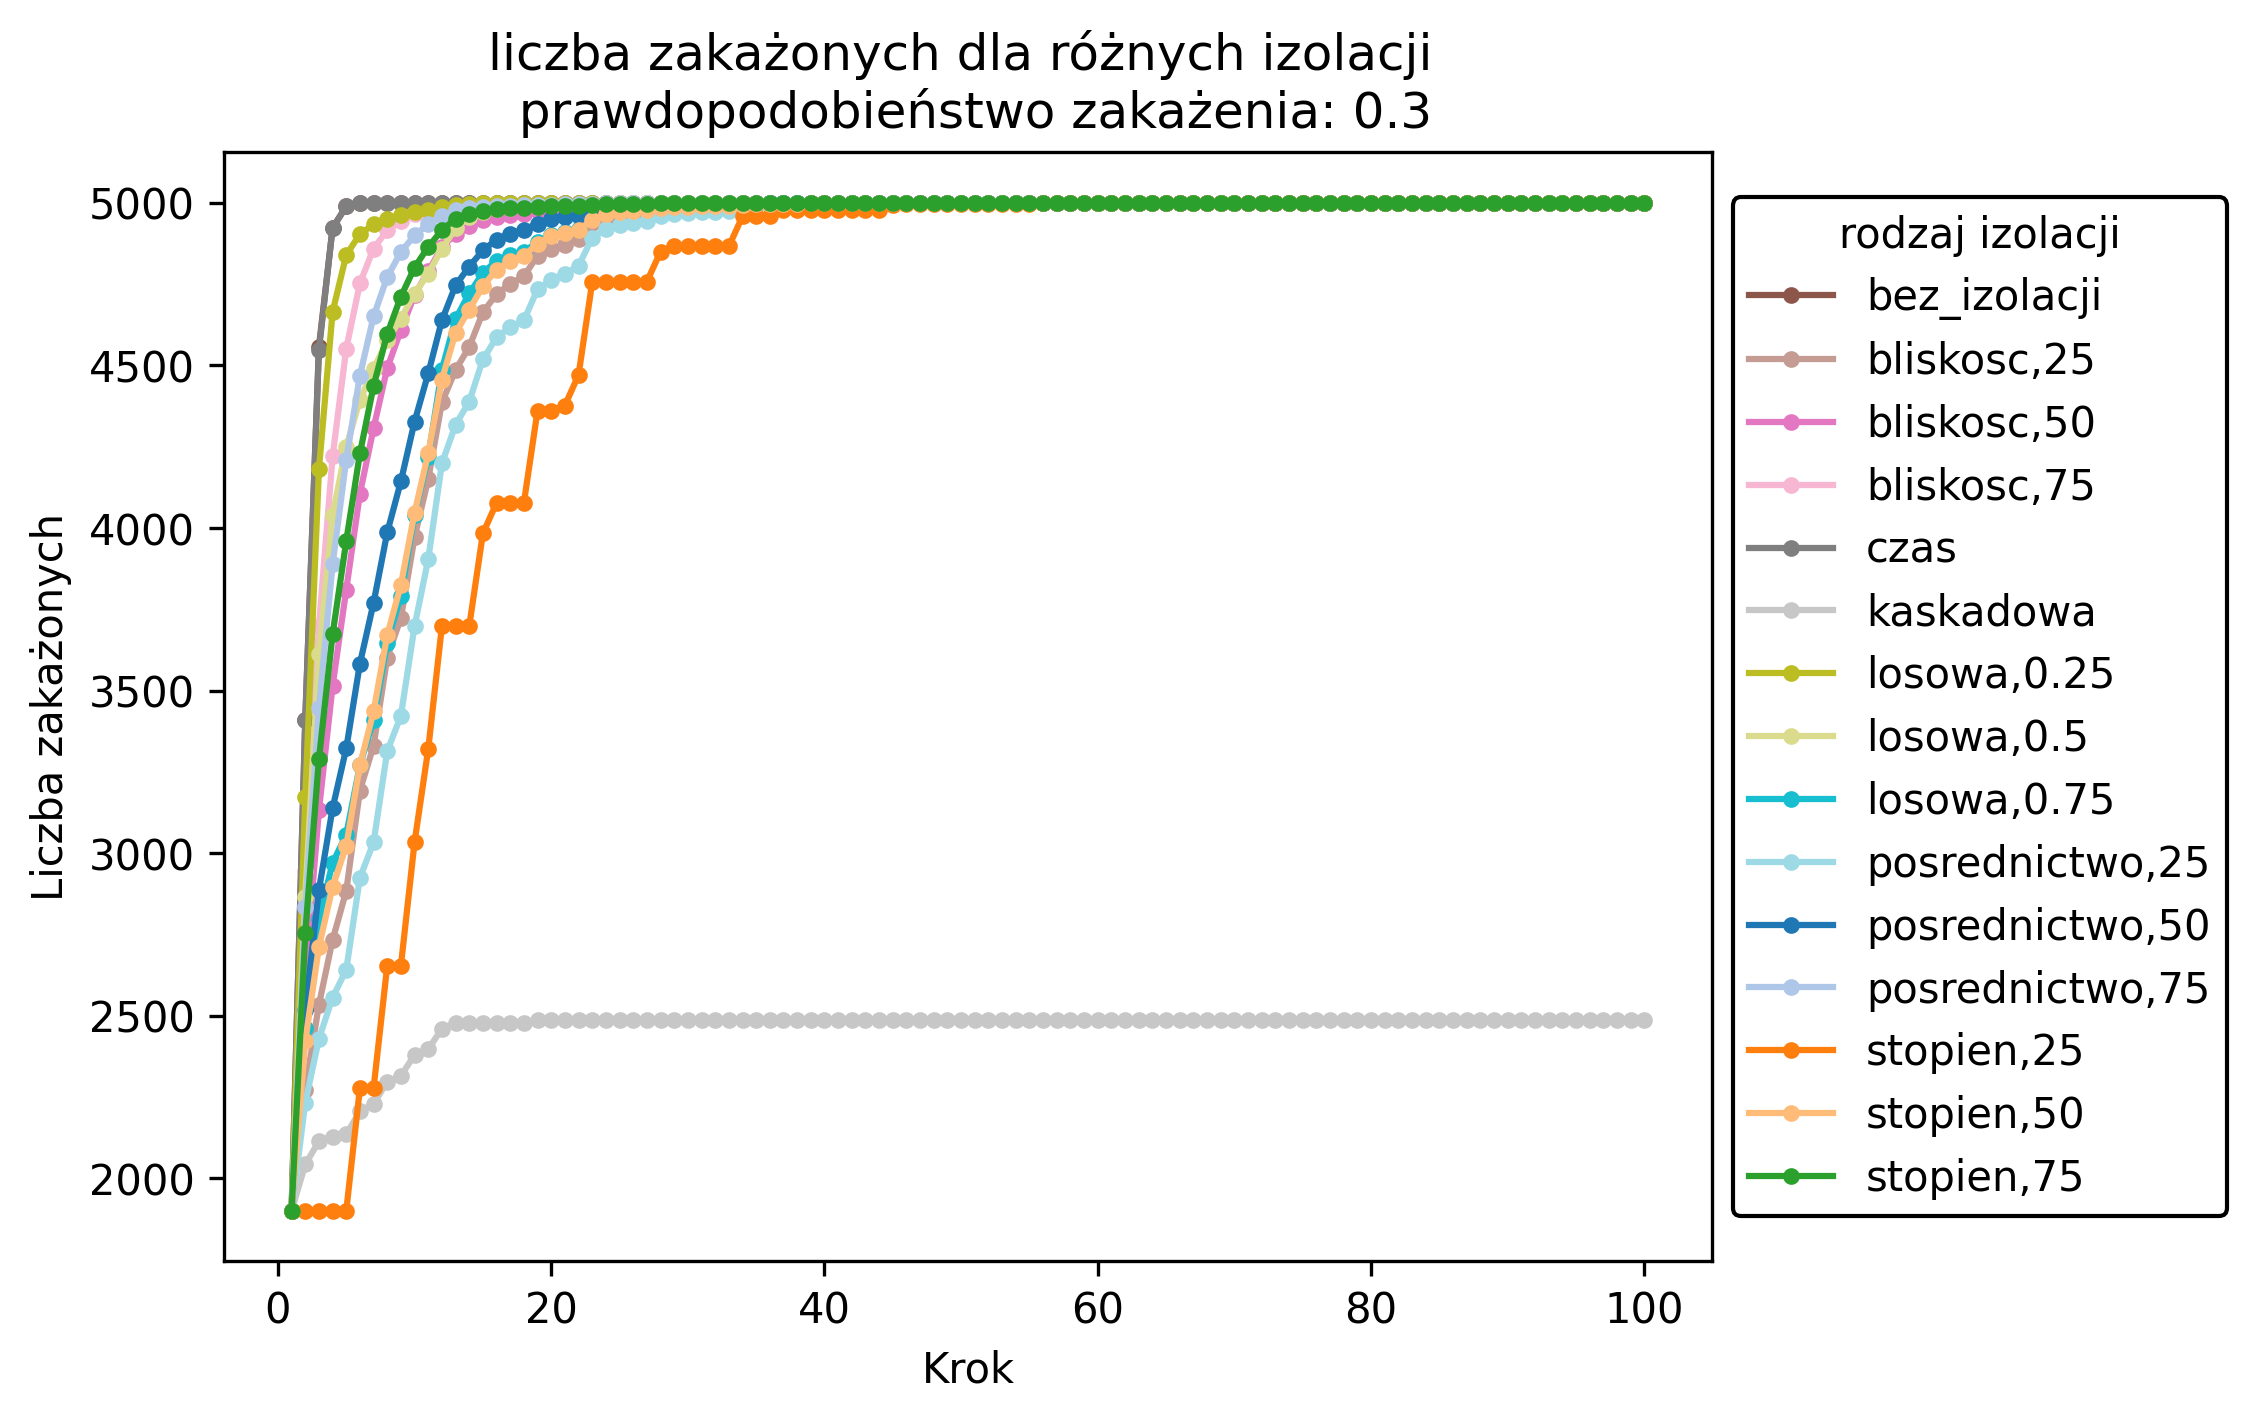 liczba zakażonych dla różnych izolacji
prawdopodobieństwo zakażenia: 0.3
Liczba zakażonych
5000
4500
4000
3500
3000
2500
2000
0
20
40
60
80
100
Krok
rodzaj izolacji
bez_izolacji
bliskosc,25
bliskosc,50
bliskosc,75
czas
kaskadowa
losowa,0.25
losowa,0.5
losowa,0.75
posrednictwo,25
posrednictwo,50
posrednictwo,75
stopien,25
stopien,50
stopien,75